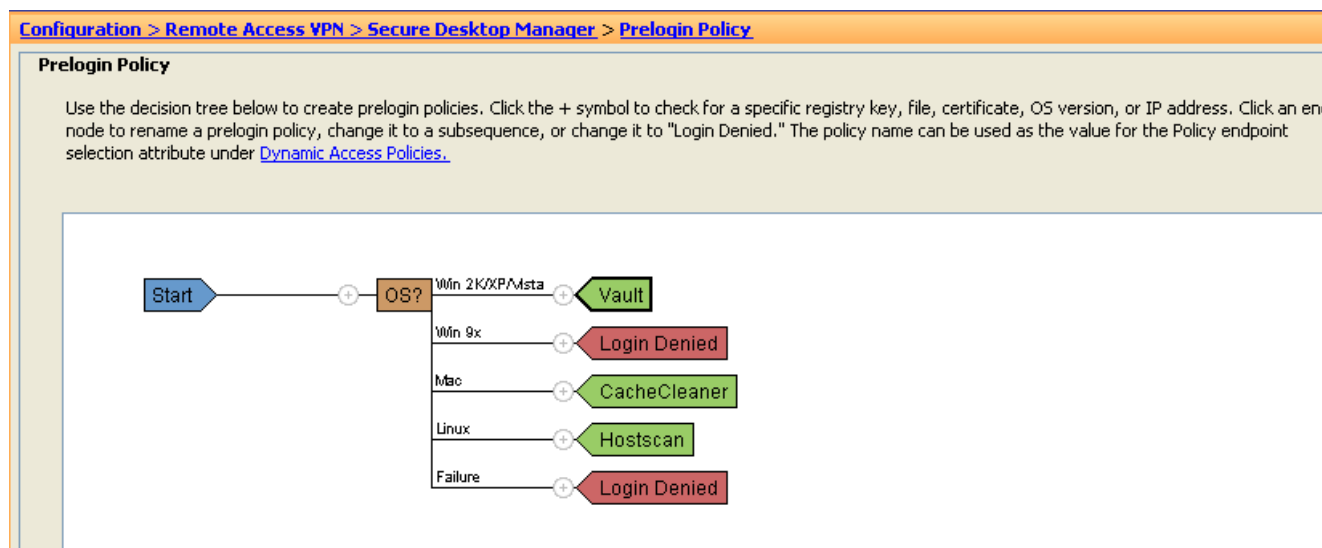 Configuration > Remote Access VPN > Secure Desktop Manager > Prelogin Policy
Prelogin Policy
Use the decision tree below to create prelogin policies. Click the + symbol to check for a specific registry key, file, certificate, OS version, or IP address. Click an en
node to rename a prelogin policy, change it to a subsequence, or change it to "Login Denied." The policy name can be used as the value for the Policy endpoint
selection attribute under Dynamic Access Policies.
Start + OS? Win 2K/XP/Vista + Vault
Win 9x + Login Denied
Mac + CacheCleaner
Linux + Hostscan
Failure + Login Denied